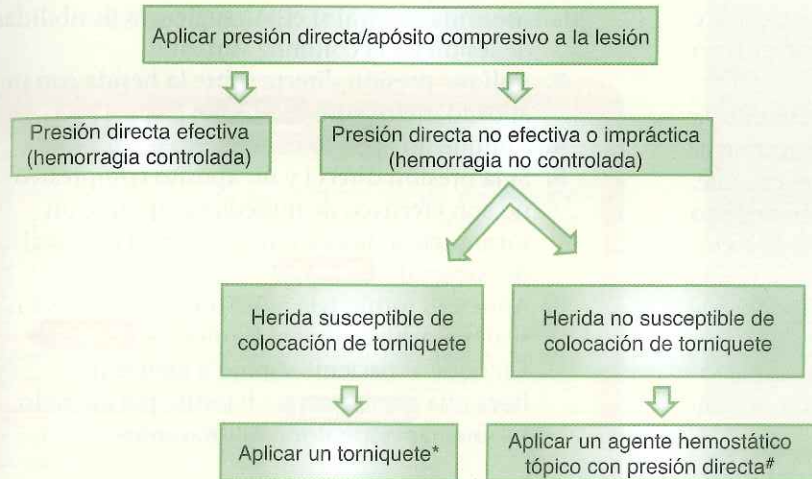 Aplicar presión directa/apósito compresivo a la lesión
Presión directa efectiva
(hemorragia controlada)
Presión directa no efectiva o impráctica
(hemorragia no controlada)
Herida susceptible de
colocación de torniquete
Herida no susceptible de
colocación de torniquete
Aplicar un torniquete*
Aplicar un agente hemostático
tópico con presión directa#